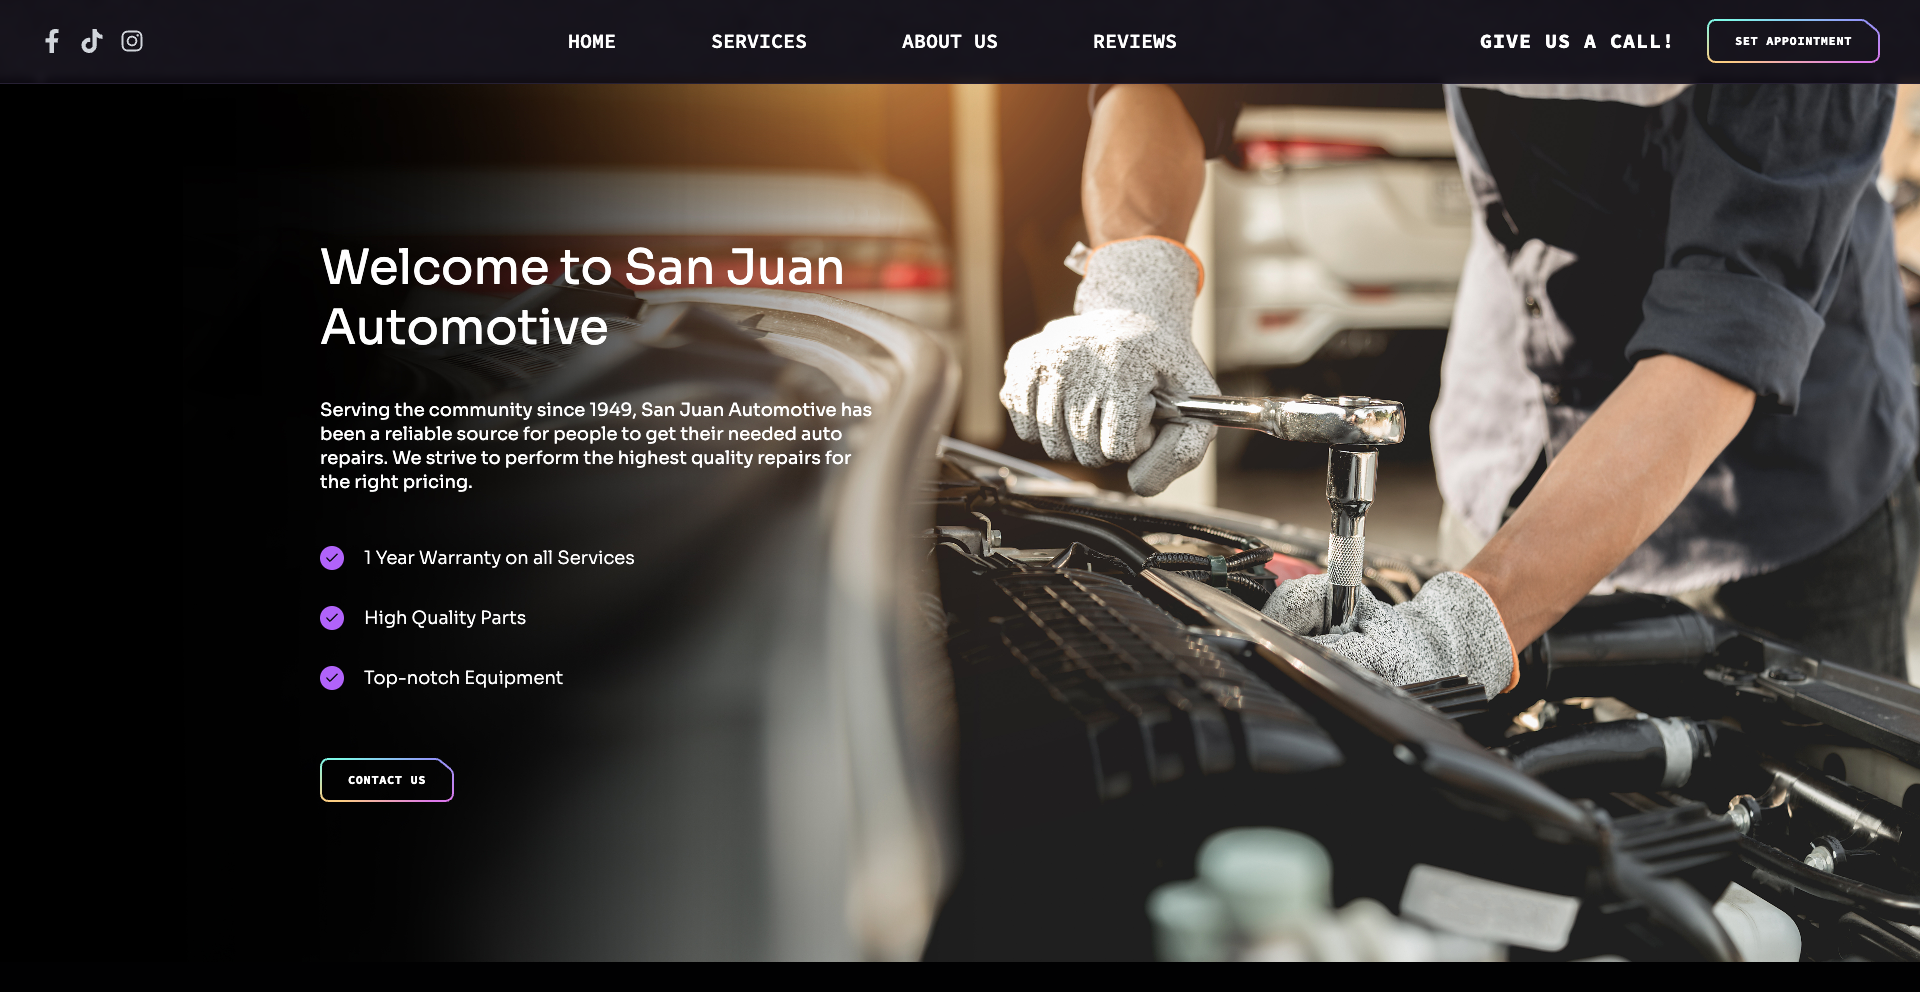 HOME
SERVICES
ABOUT US
REVIEWS
GIVE US A CALL!
SET APPOINTMENT
Welcome to San Juan
Automotive
Serving the community since 1949, San Juan Automotive has
been a reliable source for people to get their needed auto
repairs. We strive to perform the highest quality repairs for
the right pricing.
1 Year Warranty on all Services
High Quality Parts
Top-notch Equipment
CONTACT US